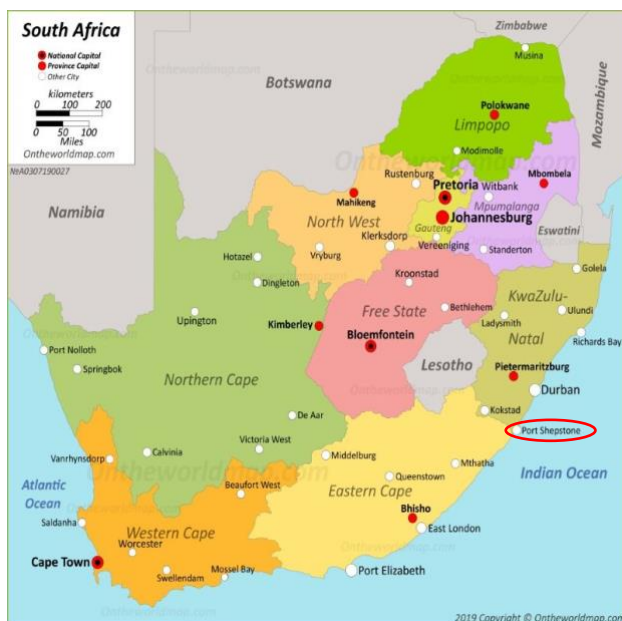 South Africa
National Capital
Province Capital
Other City
kilometers
0 100 200
0 50 100
Miles
Ontheworldmap.com
Zimbabwe
Musina
Botswana
Mozambique
Polokwane
Limpopo
Modimolle
Ontheworldmap.com
Namibia
Rustenburg
Pretoria
Witbank
Mbombela
Mahikeng
Mpumalanga
North West
Johannesburg
Gauteng
Eswatini
Klerksdorp
Vereeniging
Vryburg
Standerton
Hotazel
Golela
Kroonstad
Dingleton
KwaZulu-
Free State
Bethlehem
Ulundi
Upington
Kimberley
Ladysmith
Bloemfontein
Natal
Richards Bay
Port Nolloth
Lesotho
Springbok
Pietermaritzburg
Northern Cape
Durban
De Aar
Kokstad
Port Shepstone
Victoria West
Calvinia
Middelburg
Vanrhynsdorp
Mthatha
Ontheworldmap.com
Queenstown
Indian Ocean
Atlantic
Ocean
Beaufort West
Eastern Cape
Saldanha
Bhisho
East London
Western Cape
Worcester
Cape Town
Swellendam
Mossel Bay
Port Elizabeth
2019 Copyright © Ontheworldmap.com